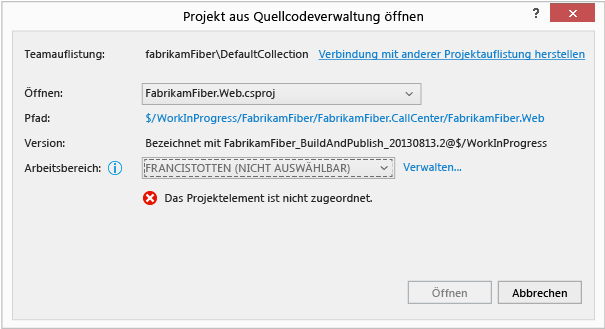 Projekt aus Quellcodeverwaltung öffnen
?
Teamauflistung: fabrikamFiber\DefaultCollection Verbindung mit anderer Projektauflistung herstellen
Öffnen: FabrikamFiber.Web.csproj
Pfad: $/WorkInProgress/FabrikamFiber/FabrikamFiber.CallCenter/FabrikamFiber.Web
Version: Bezeichnet mit FabrikamFiber_BuildAndPublish_20130813.2@$/WorkInProgress
Arbeitsbereich: FRANCISTOTTEN (NICHT AUSWÄHLBAR) Verwalten...
Das Projektelement ist nicht zugeordnet.
Öffnen Abbrechen